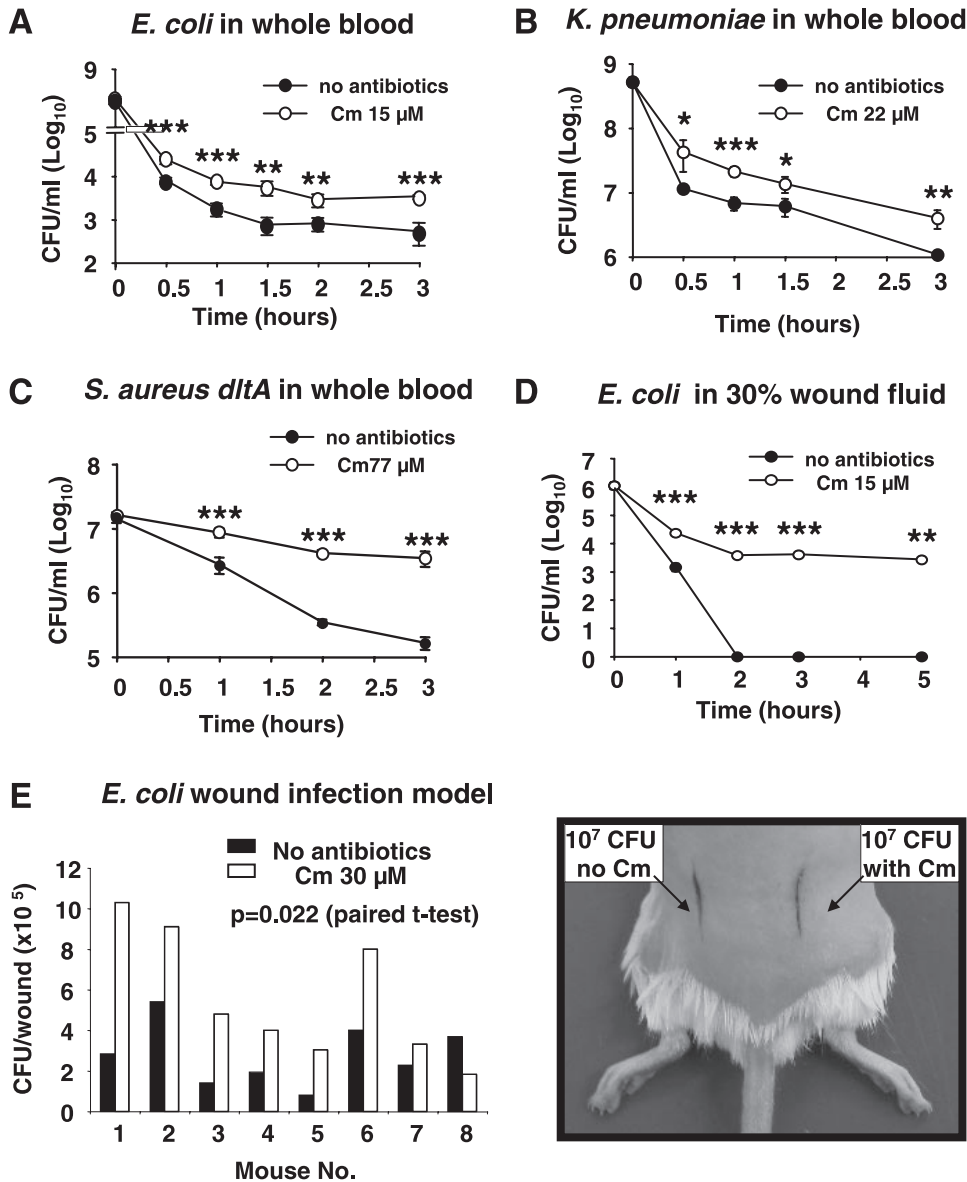 A
E. coli in whole blood
no antibiotics
Cm 15 µM
CFU/ml (Log10)
9
5
4
3
2
***
***
**
**
***
0 0.5 1 1.5 2 2.5 3
Time (hours)
B
K. pneumoniae in whole blood
no antibiotics
Cm 22 µM
CFU/ml (Log10)
9
8
7
6
*
***
*
**
0 0.5 1 1.5 2 2.5 3
Time (hours)
C
S. aureus dltA in whole blood
no antibiotics
Cm77 µM
CFU/ml (Log10)
8
7
6
5
***
***
***
0 0.5 1 1.5 2 2.5 3
Time (hours)
D
E. coli in 30% wound fluid
no antibiotics
Cm 15 µM
CFU/ml (Log10)
7
6
5
4
3
2
1
0
***
***
***
**
0 1 2 3 4 5
Time (hours)
E
E. coli wound infection model
No antibiotics
Cm 30 µM
p=0.022 (paired t-test)
CFU/wound (x10 5)
12
10
8
6
4
2
0
1 2 3 4 5 6 7 8
Mouse No.
10⁷ CFU
no Cm
10⁷ CFU
with Cm